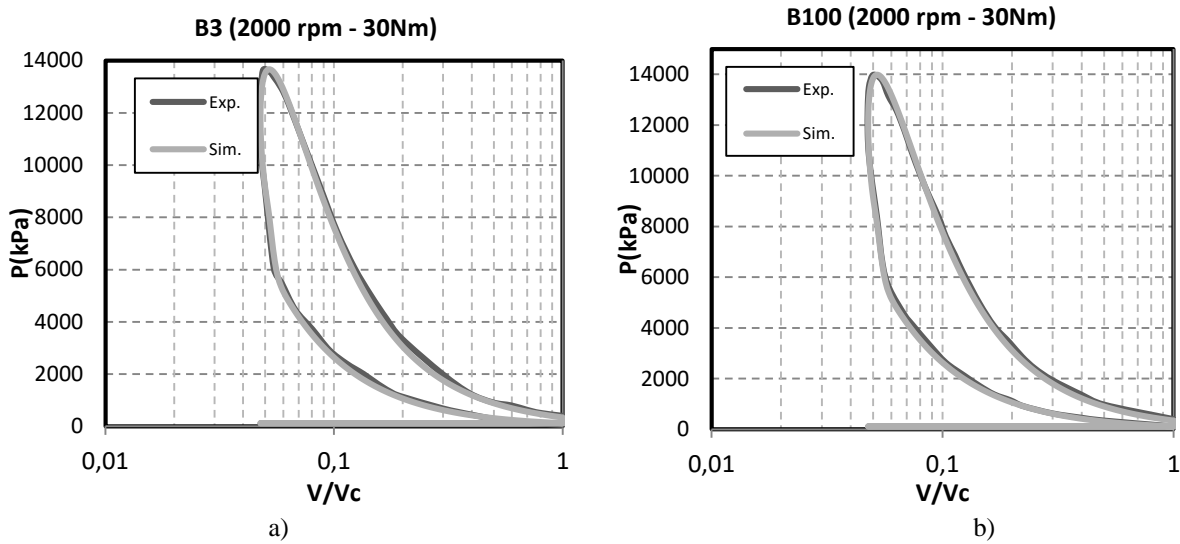 B3 (2000 rpm - 30Nm)
14000
12000
10000
8000
6000
4000
2000
0
P(kPa)
Exp.
Sim.
0,01
0,1
1
V/Vc
a)
B100 (2000 rpm - 30Nm)
14000
12000
10000
8000
6000
4000
2000
0
P(kPa)
Exp.
Sim.
0,01
0,1
1
V/Vc
b)